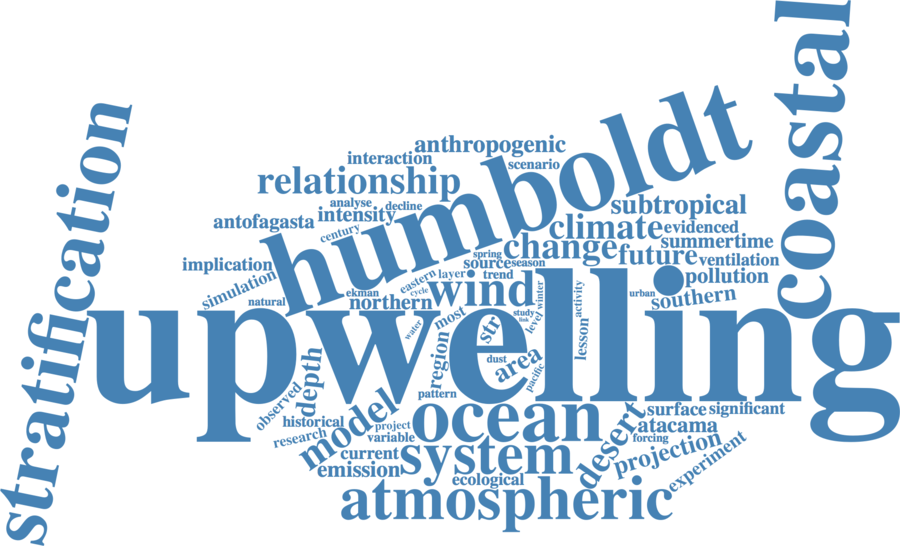 coastal
stratification
anthropogenic
interaction
scenario
relationship
humboldt
analyse
decline
subtropical
antofagasta
intensity
climate
evidenced
century
change
future
summertime
implication
spring
source
season
ventilation
eastern
layer
trend
pollution
simulation
cycle
wind
winter
activity
natural
ekman
northern
urban
southern
upwelling
most
str
study
link
level
water
lesson
region
dust
area
pacific
depth
pattern
observed
model
ocean
desert
surface
significant
historical
project
atacama
research
variable
forcing
current
system
projection
experiment
emission
ecological
atmospheric